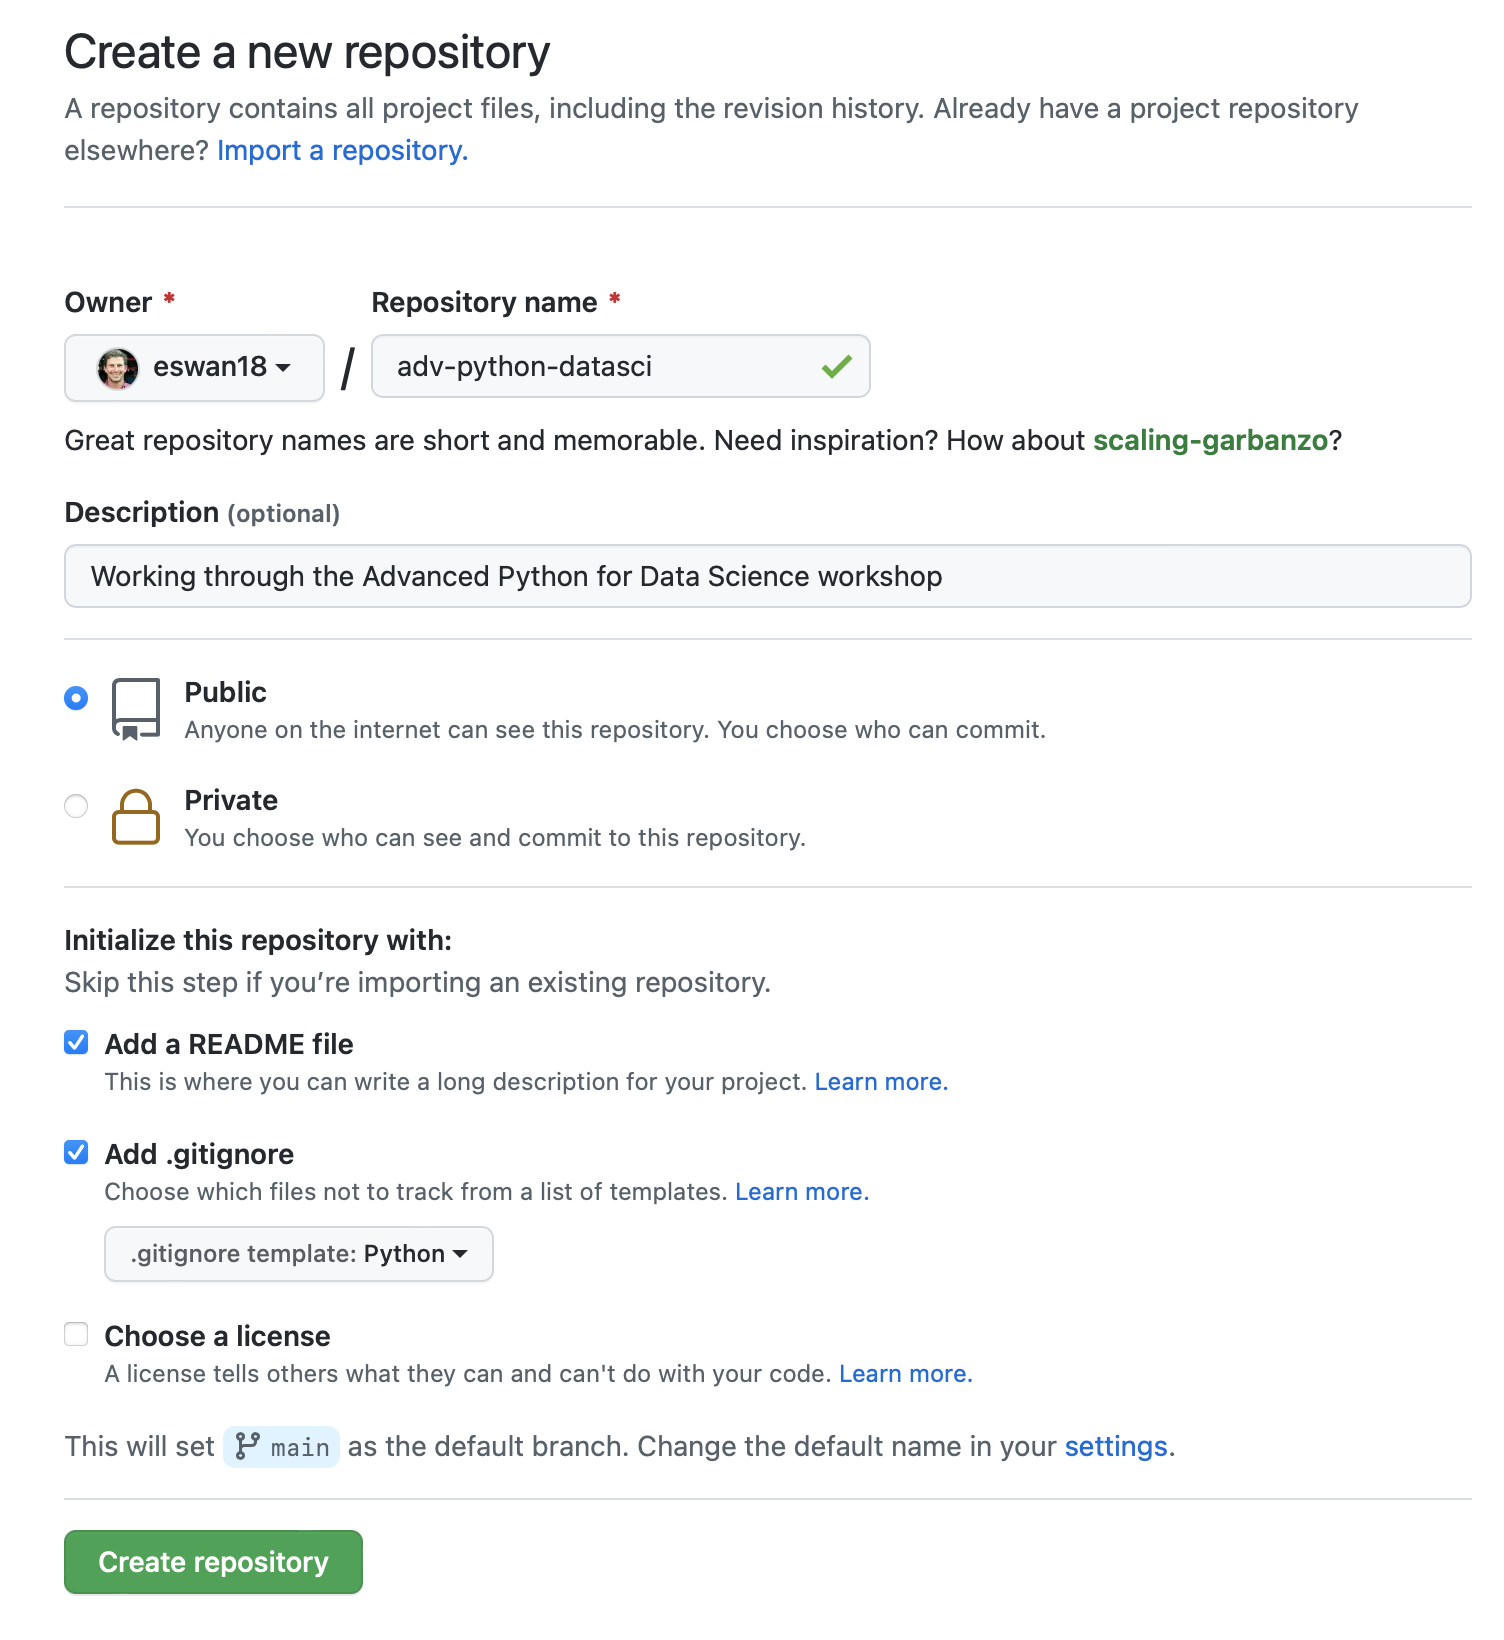 Create a new repository
A repository contains all project files, including the revision history. Already have a project repository
elsewhere? Import a repository.
Owner *
Repository name *
eswan18 / adv-python-datasci
Great repository names are short and memorable. Need inspiration? How about scaling-garbanzo?
Description (optional)
Working through the Advanced Python for Data Science workshop
Public
Anyone on the internet can see this repository. You choose who can commit.
Private
You choose who can see and commit to this repository.
Initialize this repository with:
Skip this step if you’re importing an existing repository.
Add a README file
This is where you can write a long description for your project. Learn more.
Add .gitignore
Choose which files not to track from a list of templates. Learn more.
.gitignore template: Python
Choose a license
A license tells others what they can and can't do with your code. Learn more.
This will set main as the default branch. Change the default name in your settings.
Create repository